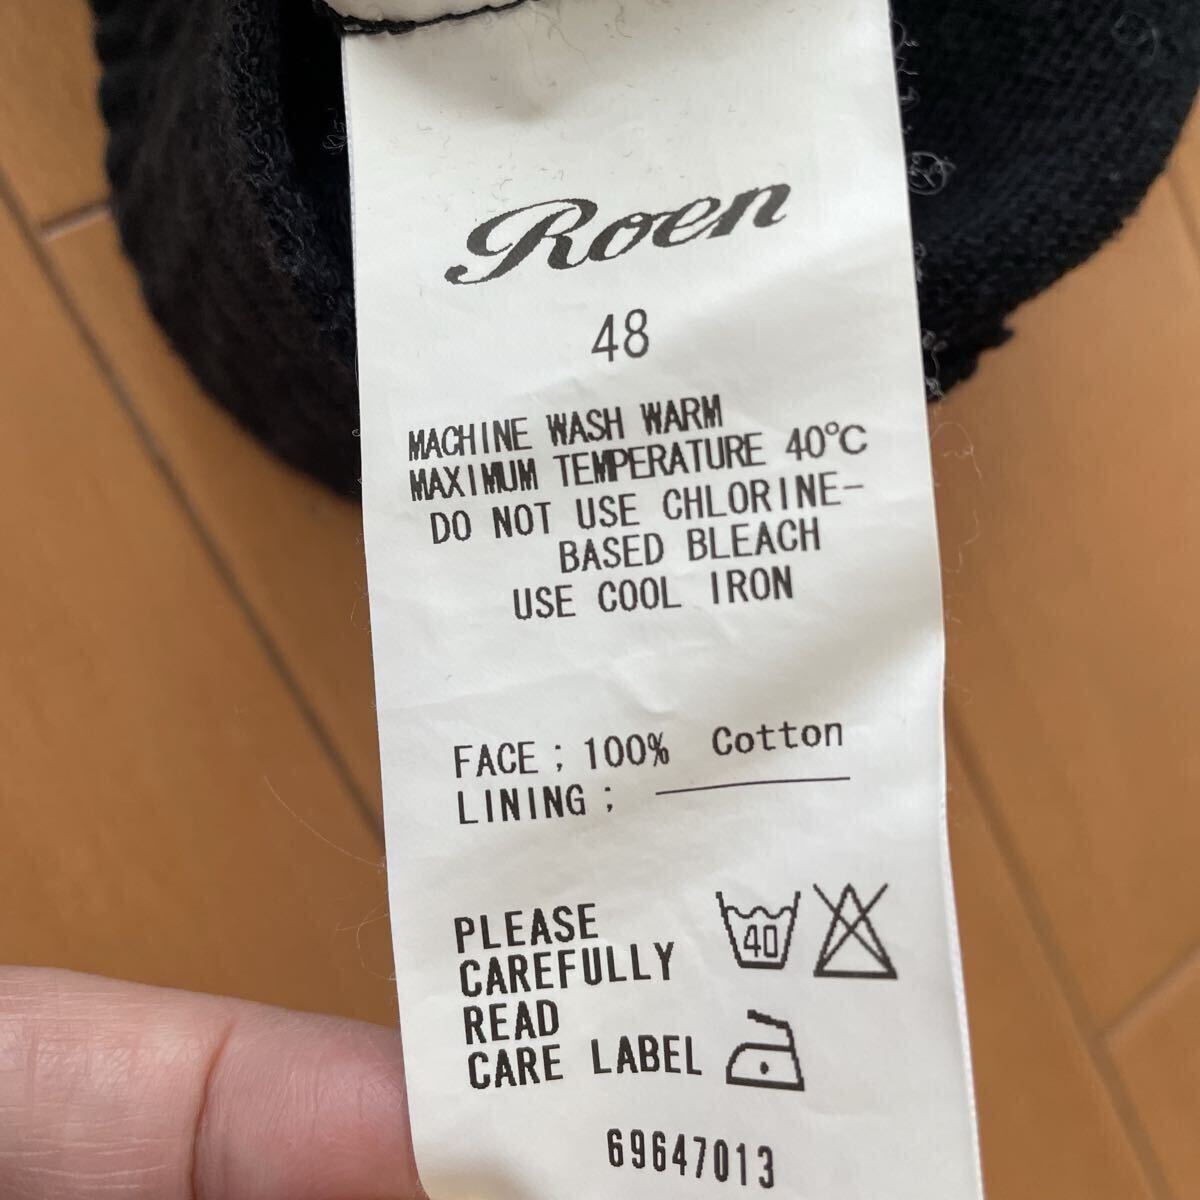 Roen
48
MACHINE WASH WARM
MAXIMUM TEMPERATURE 40℃
DO NOT USE CHLORINE-
BASED BLEACH
USE COOL IRON
FACE ; 100% Cotton
LINING ;
PLEASE
CAREFULLY
READ
CARE LABEL
40
69647013